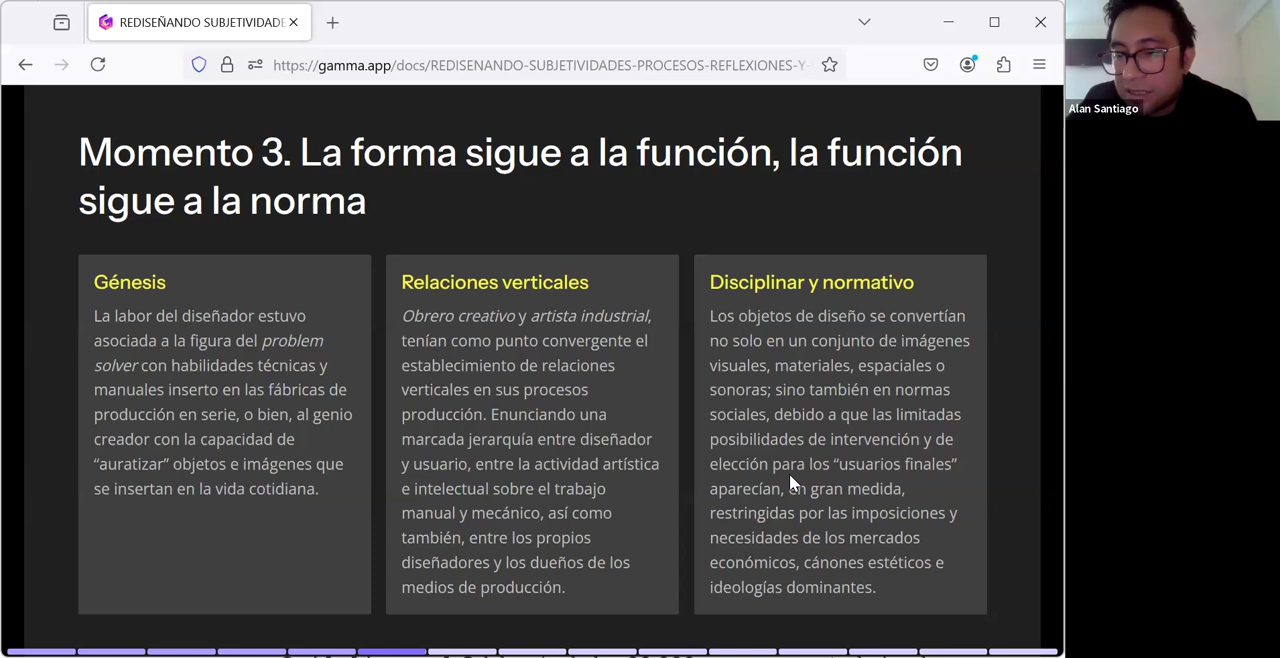 REDISEÑANDO SUBJETIVIDADE
https://gamma.app/docs/REDISENANDO-SUBJETIVIDADES-PROCESOS-REFLEXIONES-Y-
Alan Santiago
Momento 3. La forma sigue a la función, la función
sigue a la norma
Génesis
La labor del diseñador estuvo
asociada a la figura del problem
solver con habilidades técnicas y
manuales inserto en las fábricas de
producción en serie, o bien, al genio
creador con la capacidad de
“auratizar” objetos e imágenes que
se insertan en la vida cotidiana.
Relaciones verticales
Obrero creativo y artista industrial,
tenían como punto convergente el
establecimiento de relaciones
verticales en sus procesos
producción. Enunciando una
marcada jerarquía entre diseñador
y usuario, entre la actividad artística
e intelectual sobre el trabajo
manual y mecánico, así como
también, entre los propios
diseñadores y los dueños de los
medios de producción.
Disciplinar y normativo
Los objetos de diseño se convertían
no solo en un conjunto de imágenes
visuales, materiales, espaciales o
sonoras; sino también en normas
sociales, debido a que las limitadas
posibilidades de intervención y de
elección para los “usuarios finales”
aparecían, en gran medida,
restringidas por las imposiciones y
necesidades de los mercados
económicos, cánones estéticos e
ideologías dominantes.